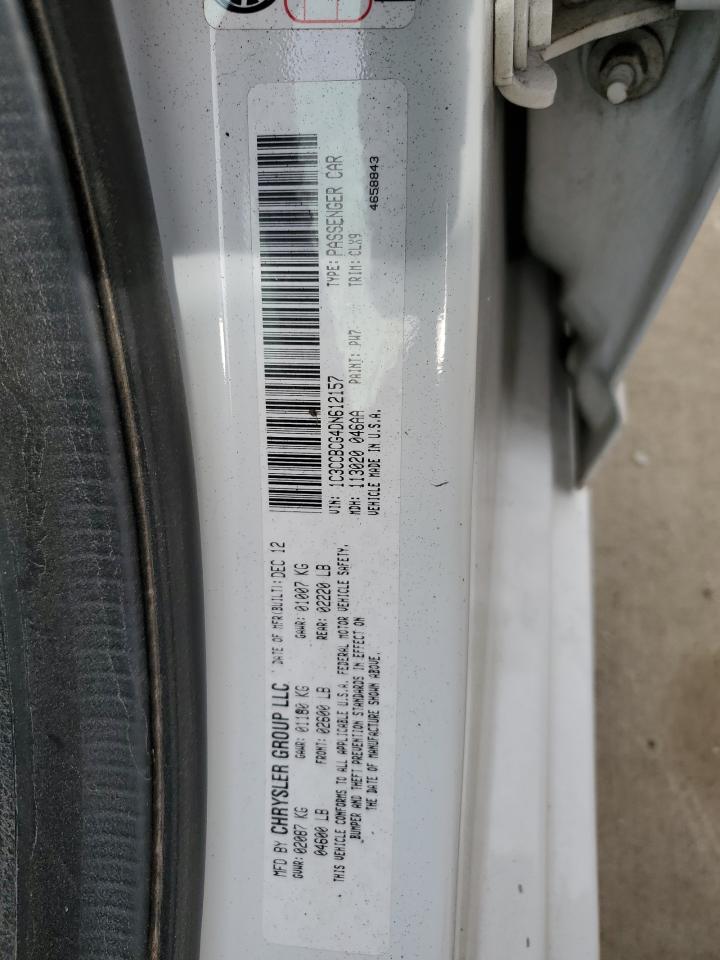 MFD BY CHRYSLER GROUP LLC DATE OF MFR(BUILT): DEC 12
GVWR: 02087 KG GAWR: 01180 KG GAWR: 01007 KG
04600 LB FRONT: 02600 LB REAR: 02220 LB
THIS VEHICLE CONFORMS TO ALL APPLICABLE U.S.A. FEDERAL MOTOR VEHICLE SAFETY,
BUMPER AND THEFT PREVENTION STANDARDS IN EFFECT ON
THE DATE OF MANUFACTURE SHOWN ABOVE.
VIN: 1C3CCBCG4DN612157 TYPE: PASSENGER CAR
MDH: 113020 046AA PAINT: PW7 TRIM: CLX9
VEHICLE MADE IN U.S.A. 4658843